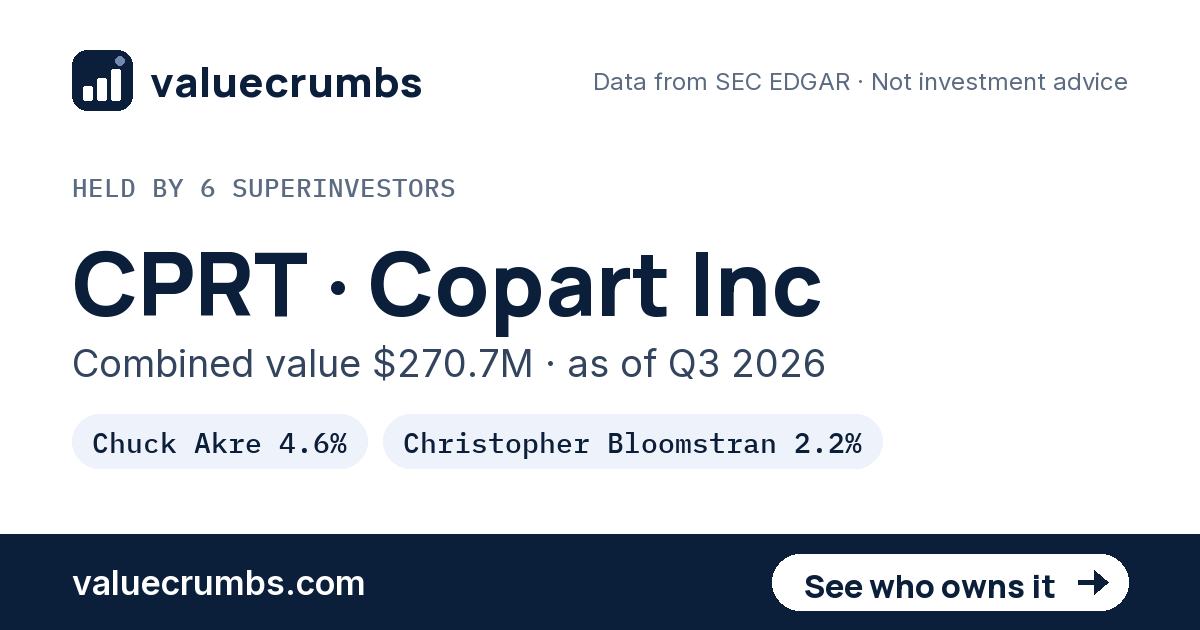 valuecrumbs
Data from SEC EDGAR · Not investment advice
HELD BY 6 SUPERINVESTORS
CPRT · Copart Inc
Combined value $270.7M · as of Q3 2026
Chuck Akre 4.6%
Christopher Bloomstran 2.2%
valuecrumbs.com
See who owns it →